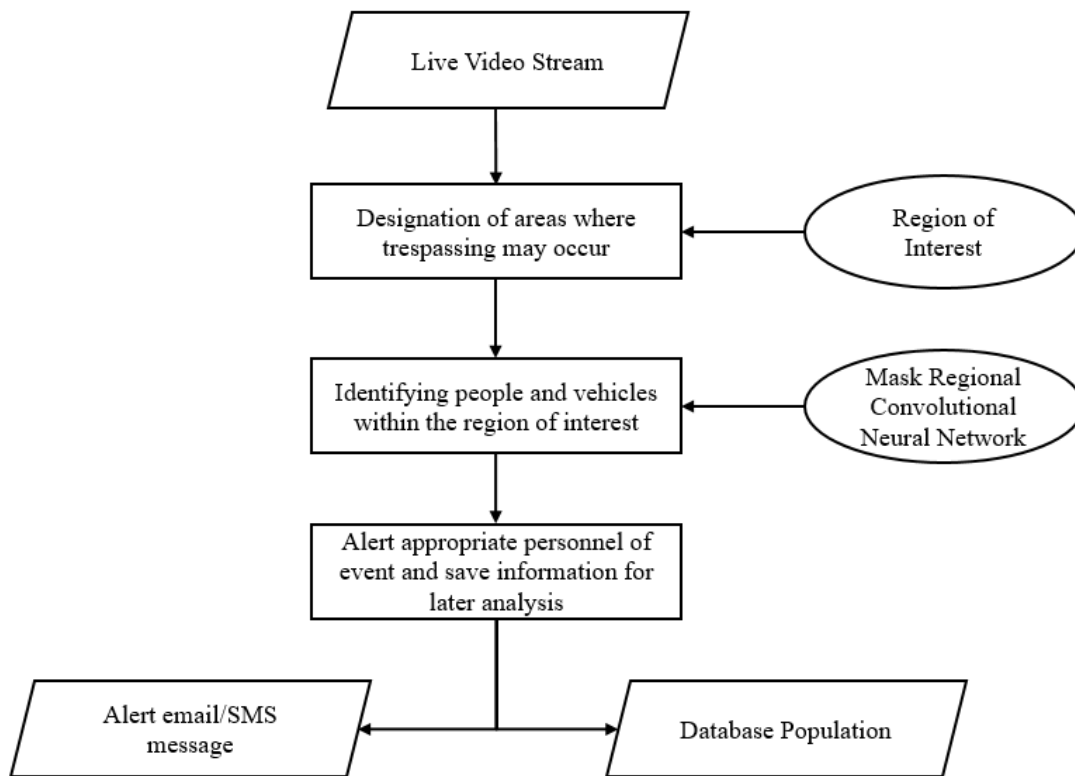 Live Video Stream
Designation of areas where
trespassing may occur
Region of
Interest
Identifying people and vehicles
within the region of interest
Mask Regional
Convolutional
Neural Network
Alert appropriate personnel of
event and save information for
later analysis
Alert email/SMS
message
Database Population